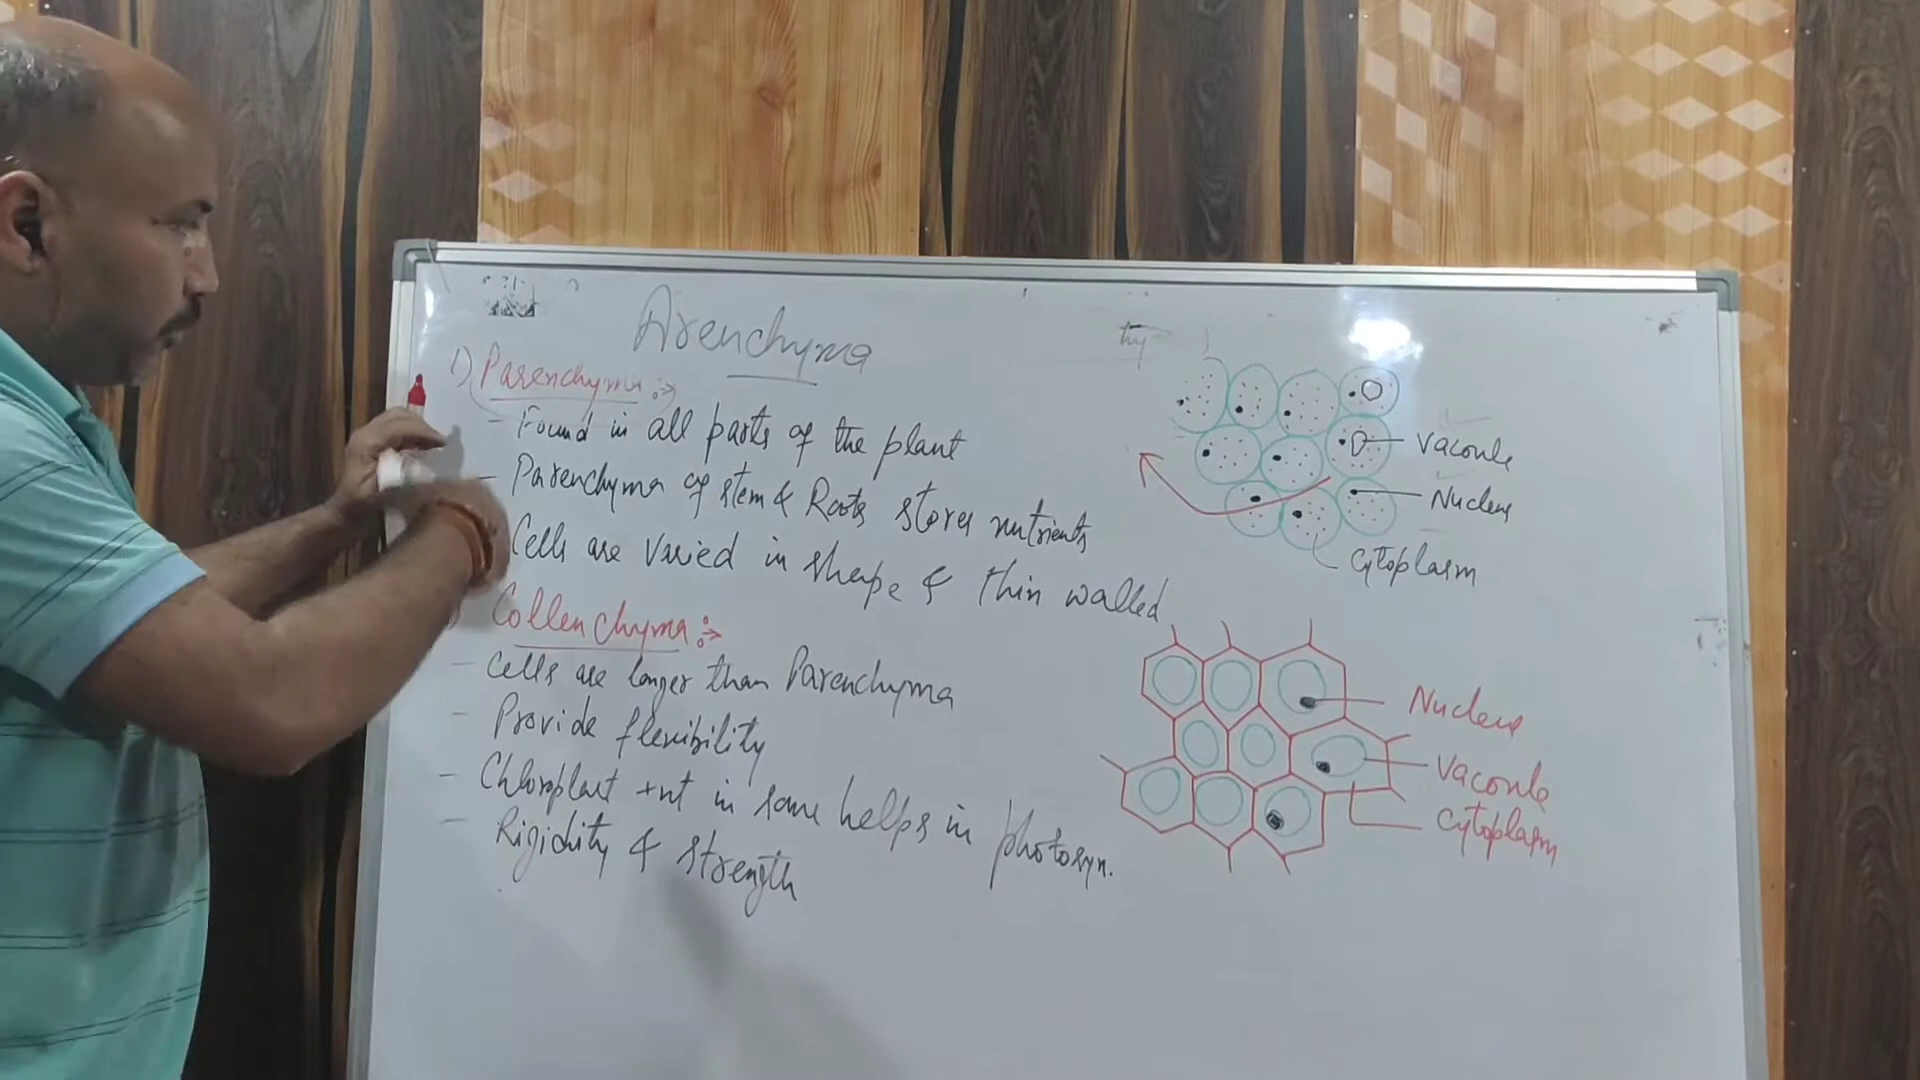 Arenchyma
1) Parenchyma :->
- Found in all parts of the plant
- Parenchyma of stem & Roots stores nutrients
Cells are varied in shape & thin walled
Collenchyma :->
- Cells are longer than Parenchyma
- Provide flexibility
- Chloroplast +nt in some helps in photosyn.
- Rigidity & strength
Vacoule
Nucleus
Cytoplasm
Nucleus
Vacoule
Cytoplasm